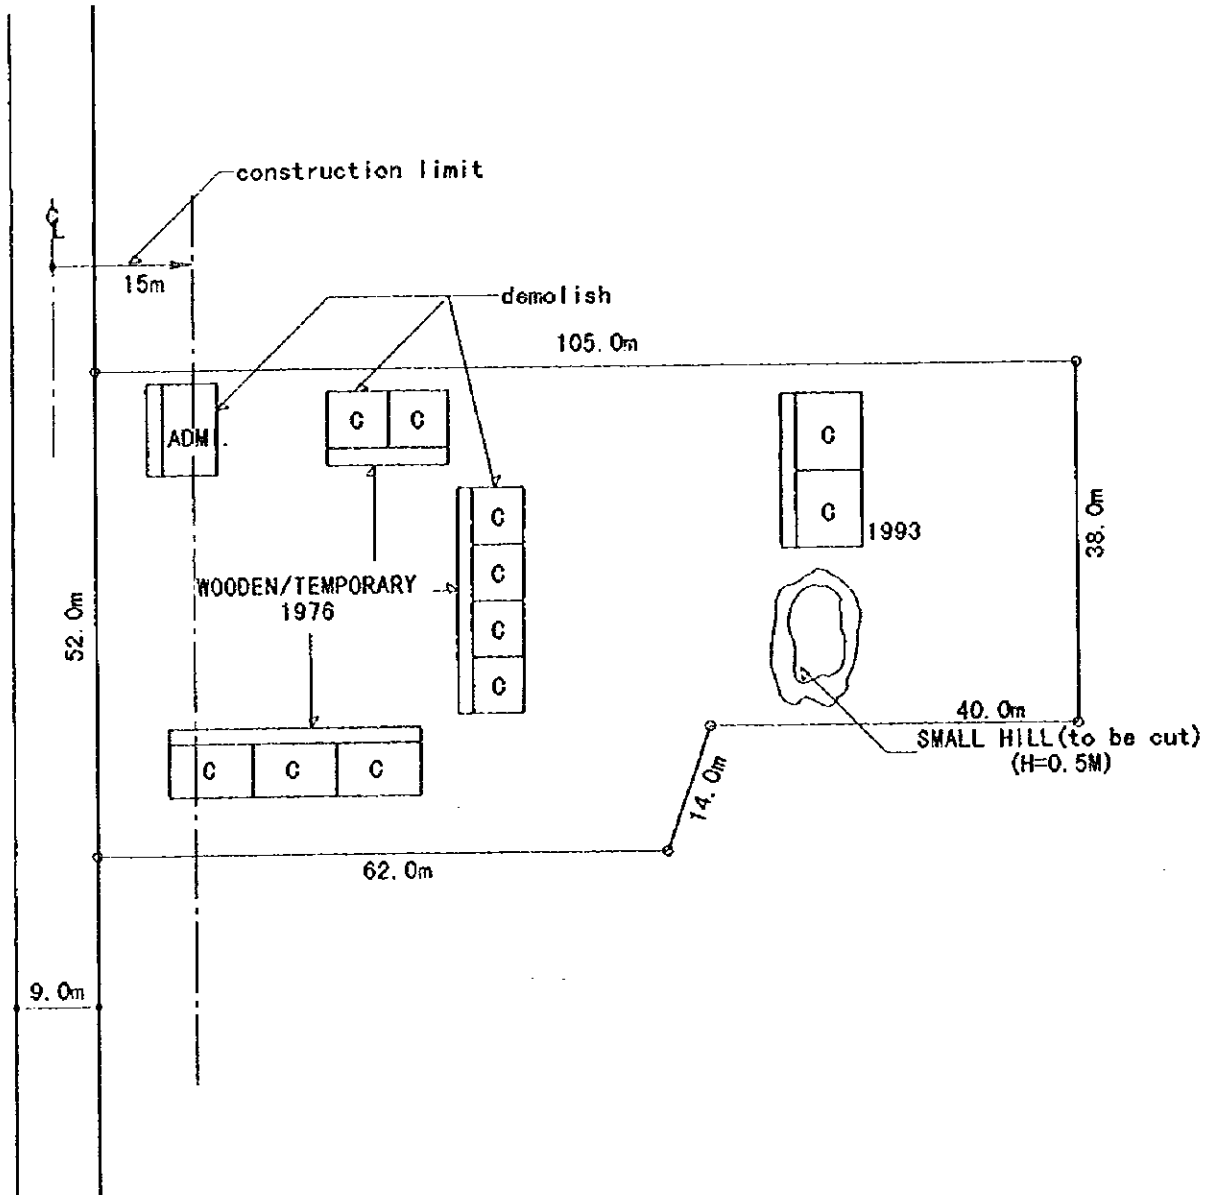 construction limit
CL
15m
demolish
105.0m
ADMI.
C
C
C
C
1993
38.0m
C
C
C
C
WOODEN/TEMPORARY
1976
52.0m
40.0m
SMALL HILL(to be cut)
(H=0.5M)
14.0m
C
C
C
62.0m
9.0m